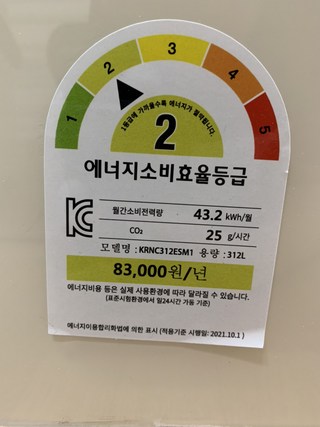 1 2 3 4 5
1등급에 가까울수록 에너지가 절약됩니다.
2
에너지소비효율등급
월간소비전력량 43.2 kWh/월
CO₂ 25 g/시간
모델명 : KRNC312ESM1 용량 : 312L
83,000원/년
에너지비용 등은 실제 사용환경에 따라 달라질 수 있습니다.
(표준시험환경에서 일24시간 가동 기준)
에너지이용합리화법에 의한 표시 (적용기준 시행일: 2021.10.1 )